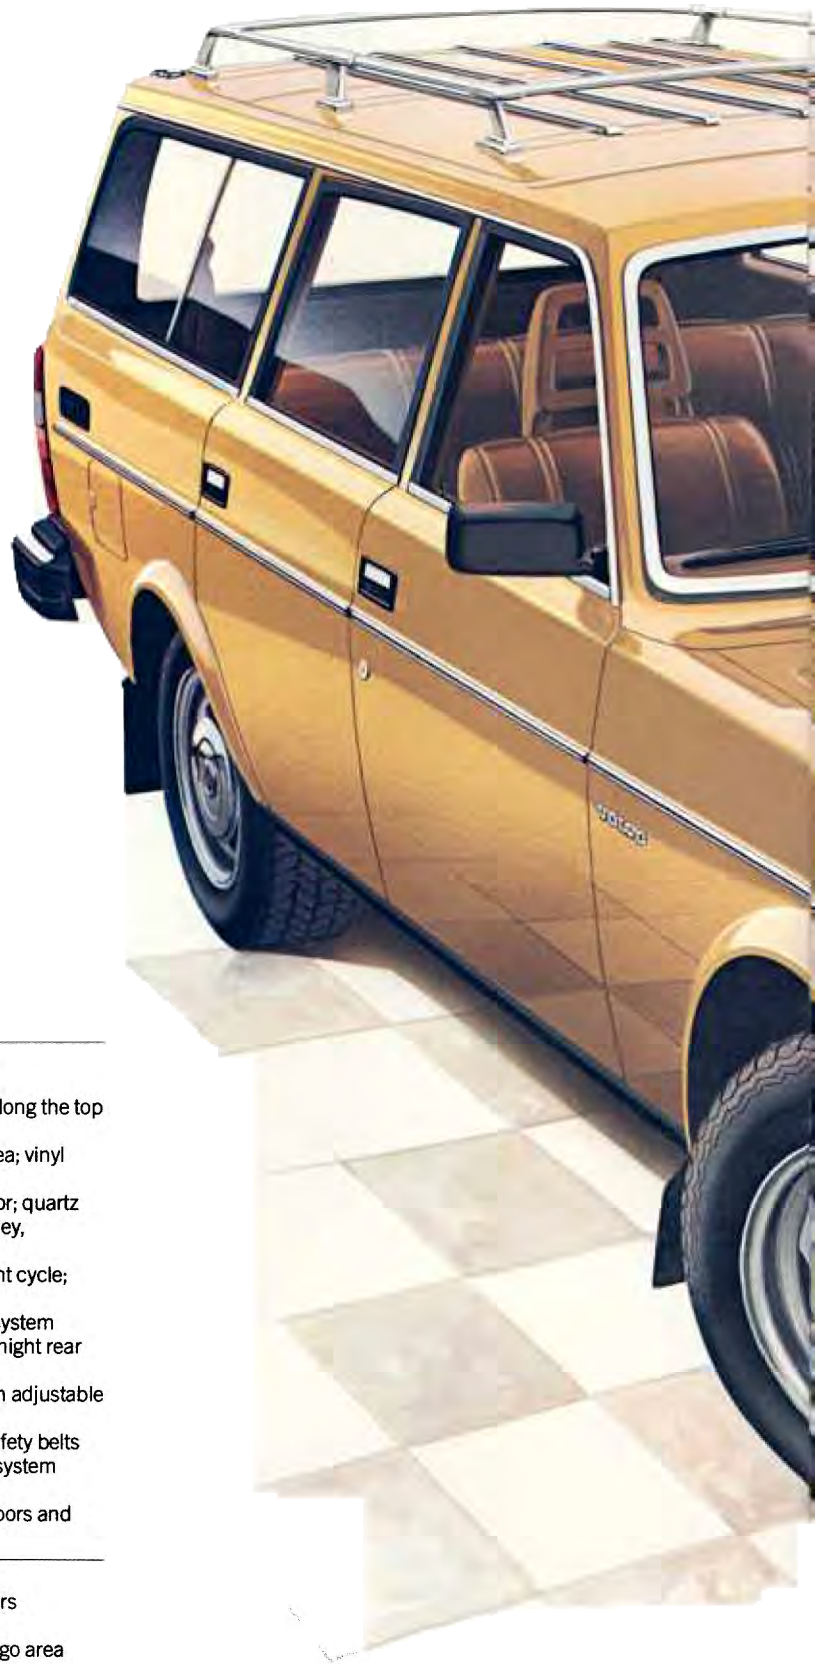 VOLVO
long the top
ea; vinyl
or; quartz
ey,
nt cycle;
ystem
night rear
n adjustable
fety belts
system
oors and
rs
go area